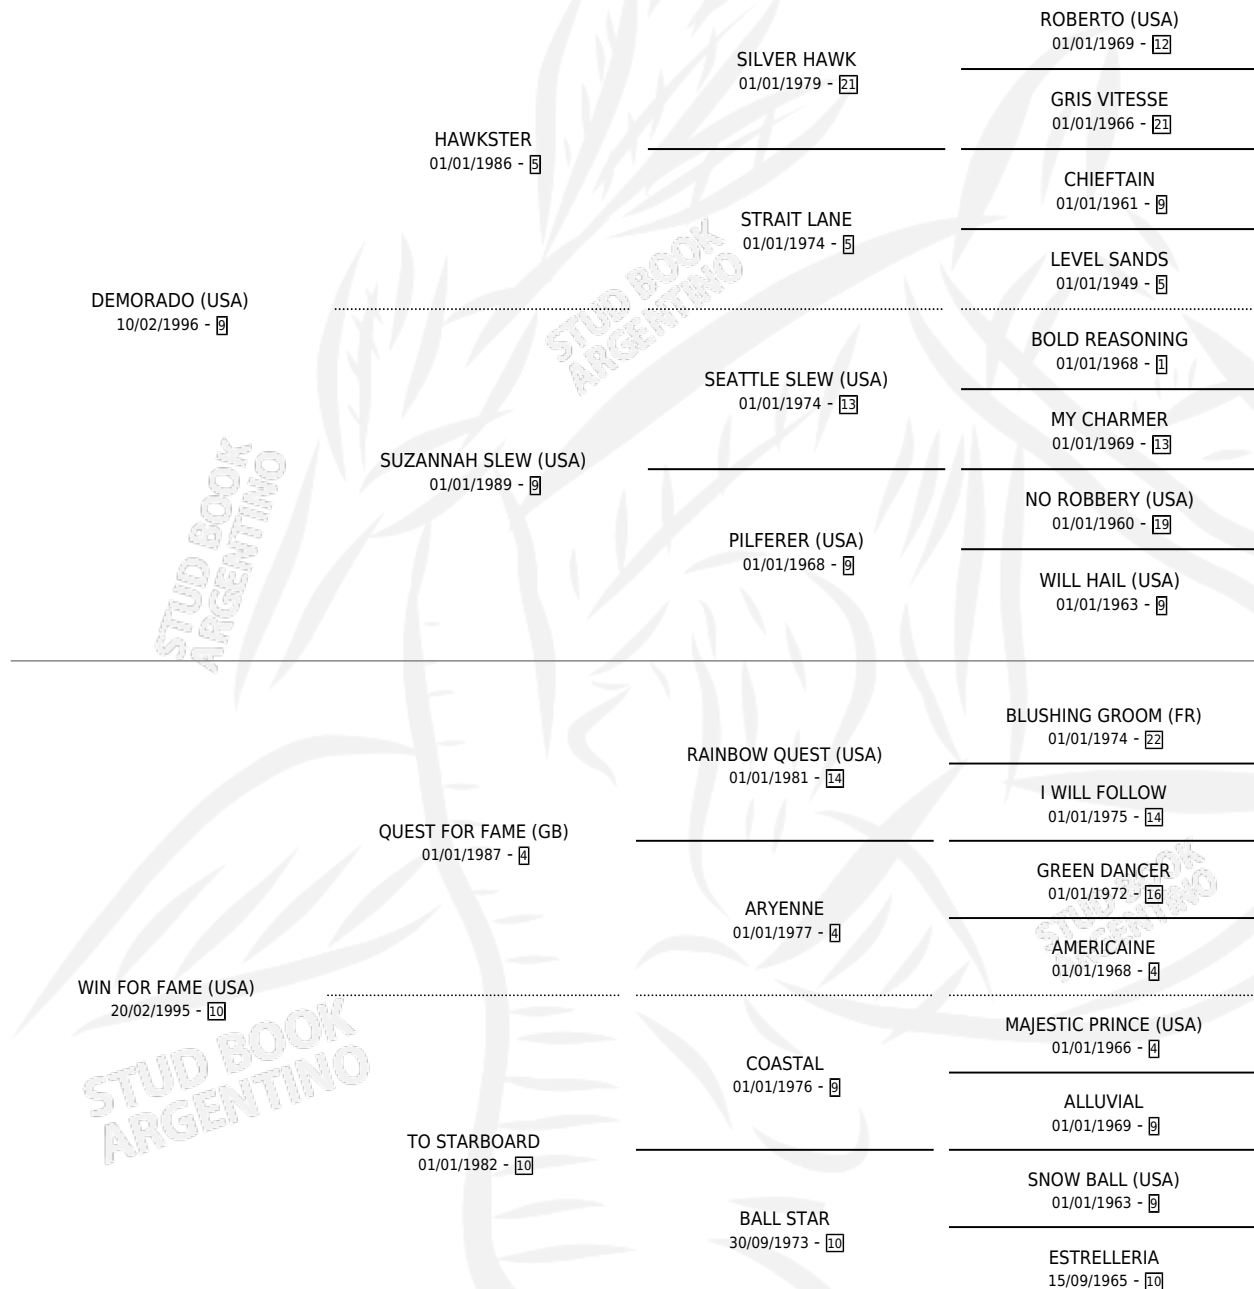 ROBERTO (USA)
01/01/1969 - 12
SILVER HAWK
01/01/1979 - 21
GRIS VITESSE
01/01/1966 - 21
HAWKSTER
01/01/1986 - 5
CHIEFTAIN
01/01/1961 - 9
STRAIT LANE
01/01/1974 - 5
LEVEL SANDS
01/01/1949 - 5
DEMORADO (USA)
10/02/1996 - 9
BOLD REASONING
01/01/1968 - 1
SEATTLE SLEW (USA)
01/01/1974 - 13
MY CHARMER
01/01/1969 - 13
SUZANNAH SLEW (USA)
01/01/1989 - 9
NO ROBBERY (USA)
01/01/1960 - 19
PILFERER (USA)
01/01/1968 - 9
WILL HAIL (USA)
01/01/1963 - 9
BLUSHING GROOM (FR)
01/01/1974 - 22
RAINBOW QUEST (USA)
01/01/1981 - 14
I WILL FOLLOW
01/01/1975 - 14
QUEST FOR FAME (GB)
01/01/1987 - 4
GREEN DANCER
01/01/1972 - 16
ARYENNE
01/01/1977 - 4
AMERICAINE
01/01/1968 - 4
WIN FOR FAME (USA)
20/02/1995 - 10
MAJESTIC PRINCE (USA)
01/01/1966 - 4
COASTAL
01/01/1976 - 9
ALLUVIAL
01/01/1969 - 9
TO STARBOARD
01/01/1982 - 10
SNOW BALL (USA)
01/01/1963 - 9
BALL STAR
30/09/1973 - 10
ESTRELLERIA
15/09/1965 - 10
STUD BOOK
ARGENTINO
STUD BOOK
ARGENTINO
STUD BOOK
ARGENTINO
STUD BOOK
ARGENTINO